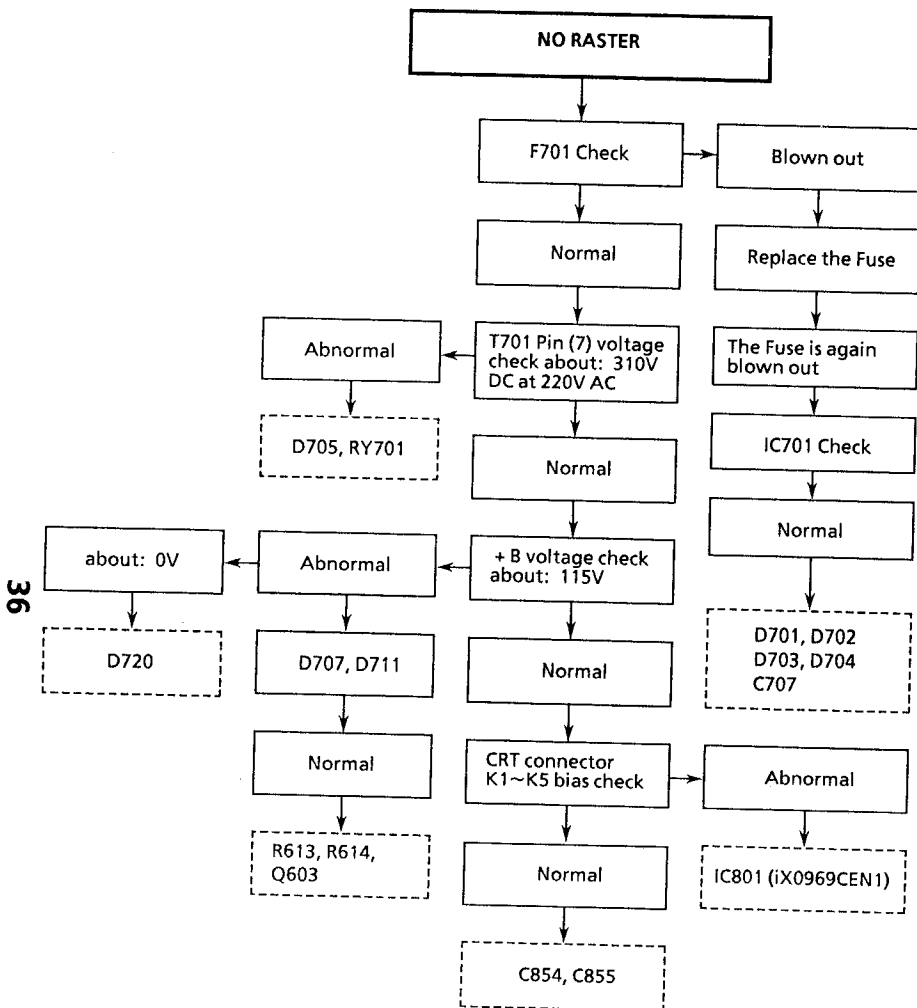 NO RASTER
F701 Check
Blown out
Normal
Replace the Fuse
Abnormal
T701 Pin (7) voltage
check about: 310V
DC at 220V AC
The Fuse is again
blown out
D705, RY701
Normal
IC701 Check
about: 0V
Abnormal
+ B voltage check
about: 115V
Normal
36
D720
D707, D711
Normal
D701, D702
D703, D704
C707
Normal
CRT connector
K1~K5 bias check
Abnormal
R613, R614,
Q603
Normal
IC801 (iX0969CEN1)
C854, C855